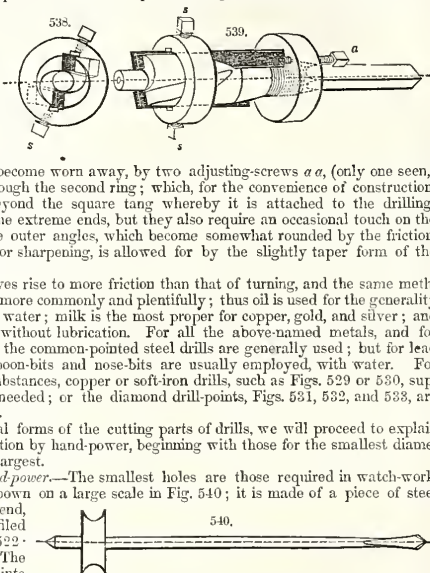 s
538.
539.
a
s
s
become worn away, by two adjusting-screws a a, (only one seen,
ough the second ring; which, for the convenience of construction
yond the square tang whereby it is attached to the drilling
e extreme ends, but they also require an occasional touch on the
e outer angles, which become somewhat rounded by the friction
or sharpening, is allowed for by the slightly taper form of th
ves rise to more friction than that of turning, and the same meth
more commonly and plentifully; thus oil is used for the generalit
water; milk is the most proper for copper, gold, and silver; an
without lubrication. For all the above-named metals, and fo
the common-pointed steel drills are generally used; but for lea
poon-bits and nose-bits are usually employed, with water. Fo
bstances, copper or soft-iron drills, such as Figs. 529 or 530, sup
needed; or the diamond drill-points, Figs. 531, 532, and 533, ar
al forms of the cutting parts of drills, we will proceed to explai
tion by hand-power, beginning with those for the smallest diame
argest.
d-power.—The smallest holes are those required in watch-work
hown on a large scale in Fig. 540; it is made of a piece of stee
end,
540.
iled
522 ·
The